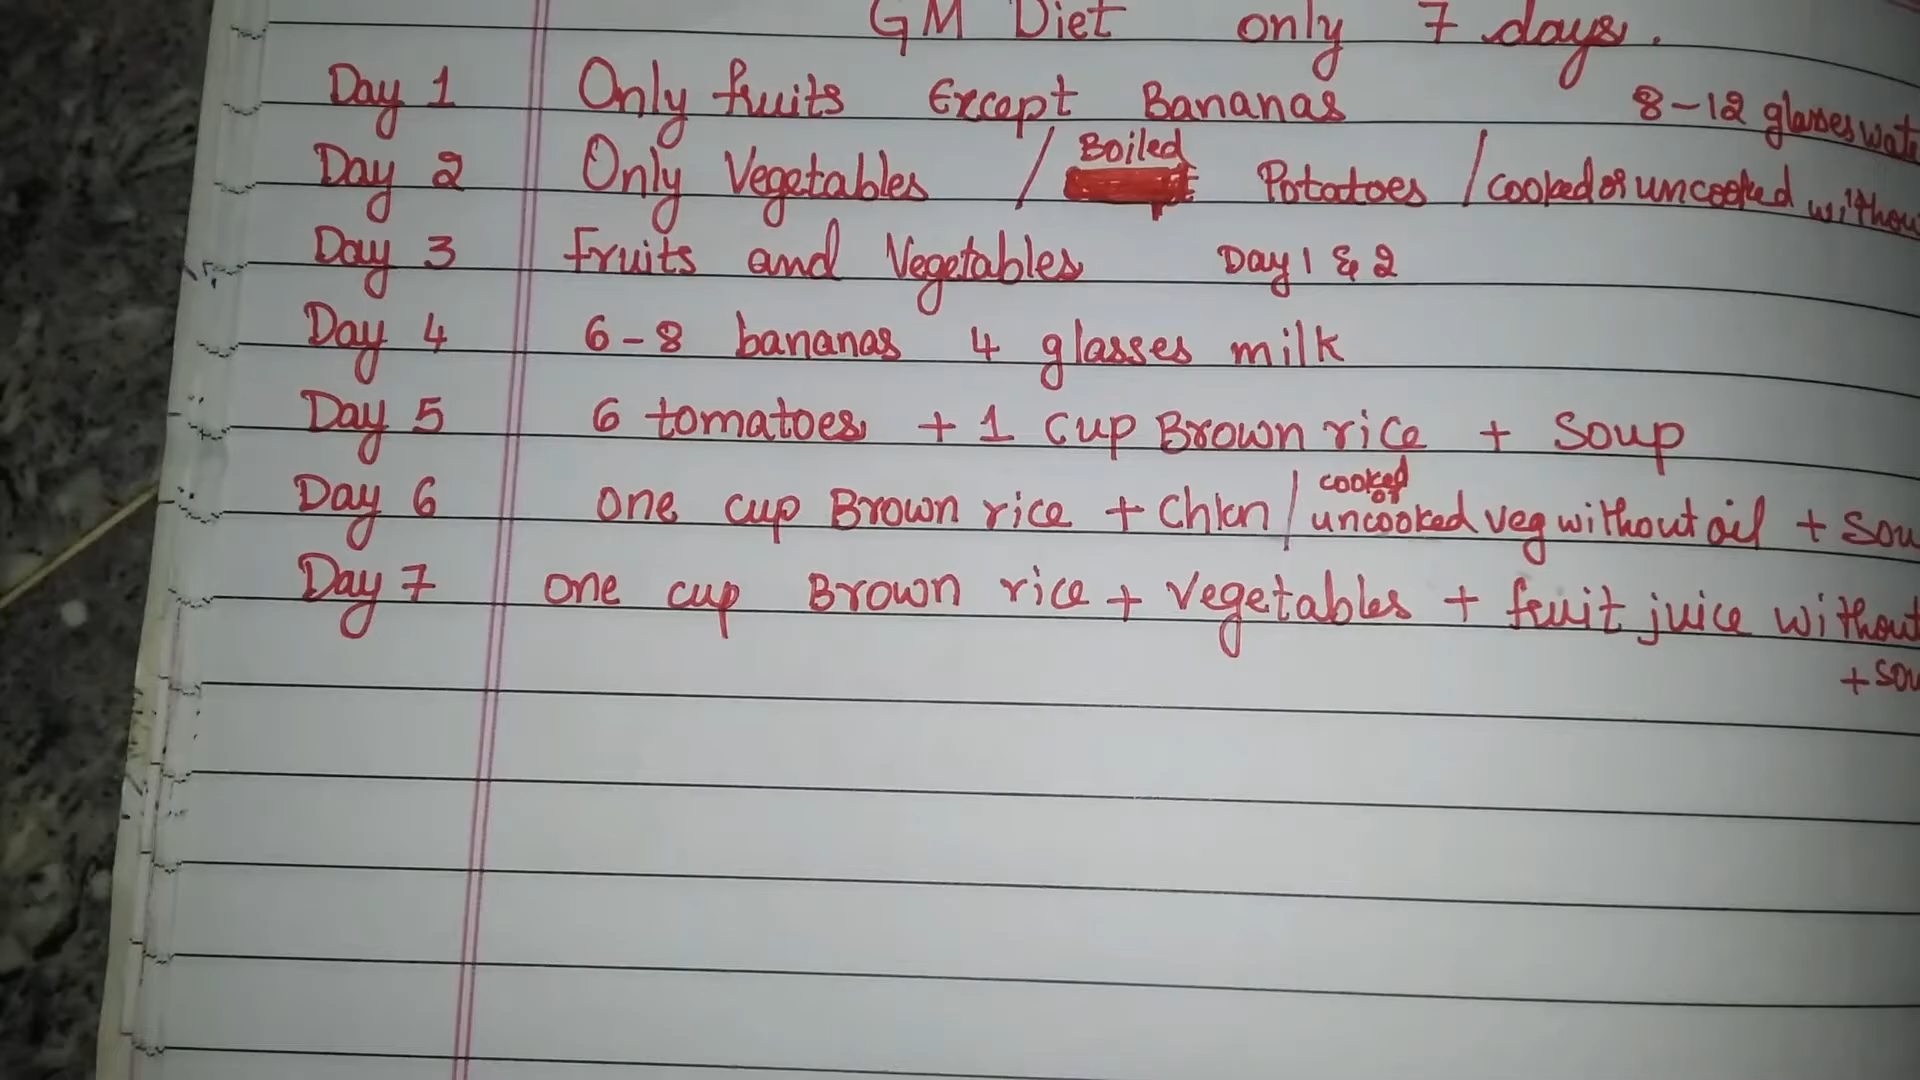 GM Diet only 7 days.
Day 1 Only fruits Except Bananas 8-12 glasses wate
Day 2 Only Vegetables / Boiled Potatoes / cooked or uncooked withou
Day 3 Fruits and Vegetables Day 1 & 2
Day 4 6-8 bananas 4 glasses milk
Day 5 6 tomatoes + 1 cup Brown rice + Soup
Day 6 one cup Brown rice + Chkn / cooked or uncooked veg without oil + Sou
Day 7 one cup Brown rice + Vegetables + fruit juice without
+ Sou